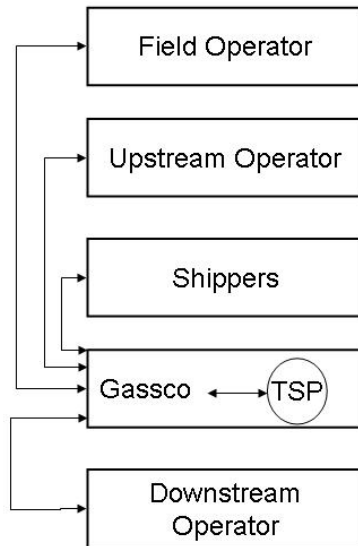 Field Operator
Upstream Operator
Shippers
Gassco TSP
Downstream
Operator